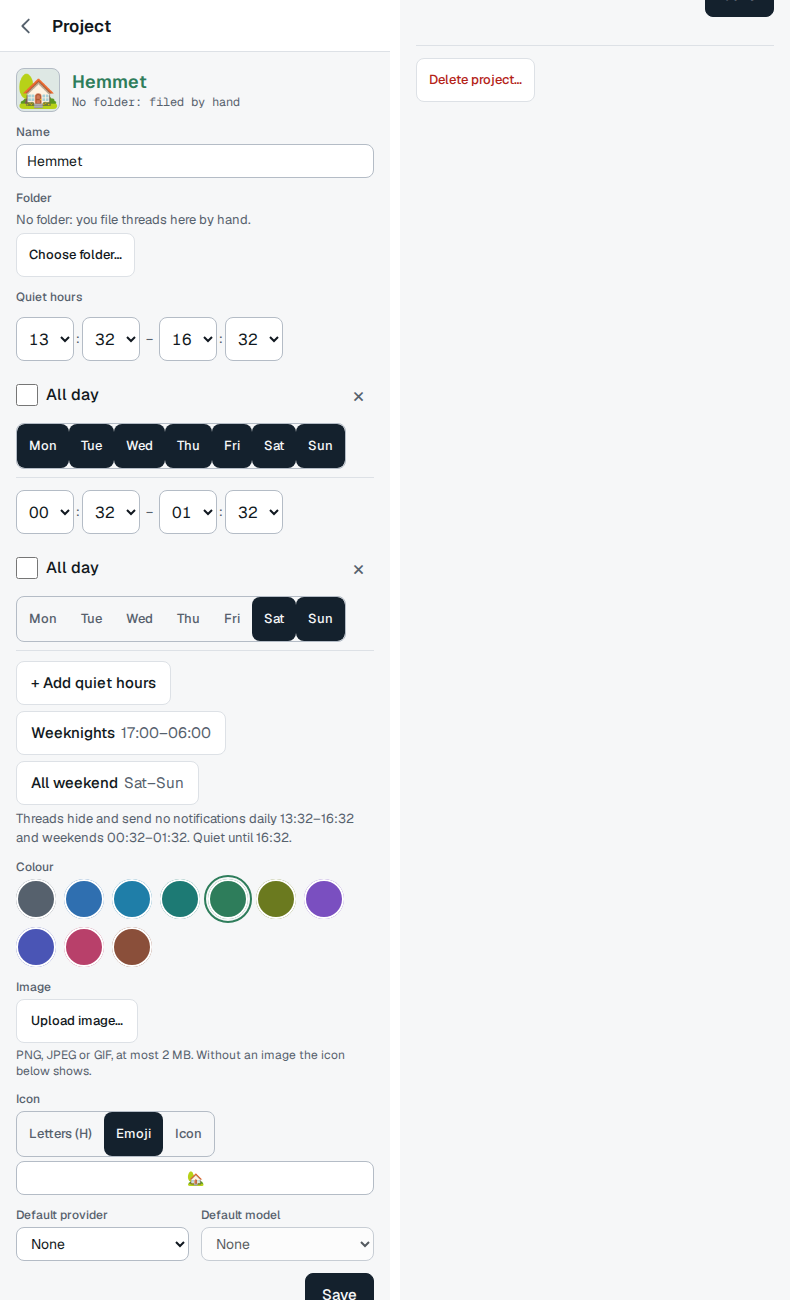 Project
Hemmet
No folder: filed by hand
Name
Hemmet
Folder
No folder: you file threads here by hand.
Choose folder…
Quiet hours
13 : 32 – 16 : 32
All day ×
Mon Tue Wed Thu Fri Sat Sun
00 : 32 – 01 : 32
All day ×
Mon Tue Wed Thu Fri Sat Sun
+ Add quiet hours
Weeknights 17:00–06:00
All weekend Sat–Sun
Threads hide and send no notifications daily 13:32–16:32
and weekends 00:32–01:32. Quiet until 16:32.
Colour
Image
Upload image…
PNG, JPEG or GIF, at most 2 MB. Without an image the icon
below shows.
Icon
Letters (H) Emoji Icon
Default provider Default model
None None
Save
Delete project…